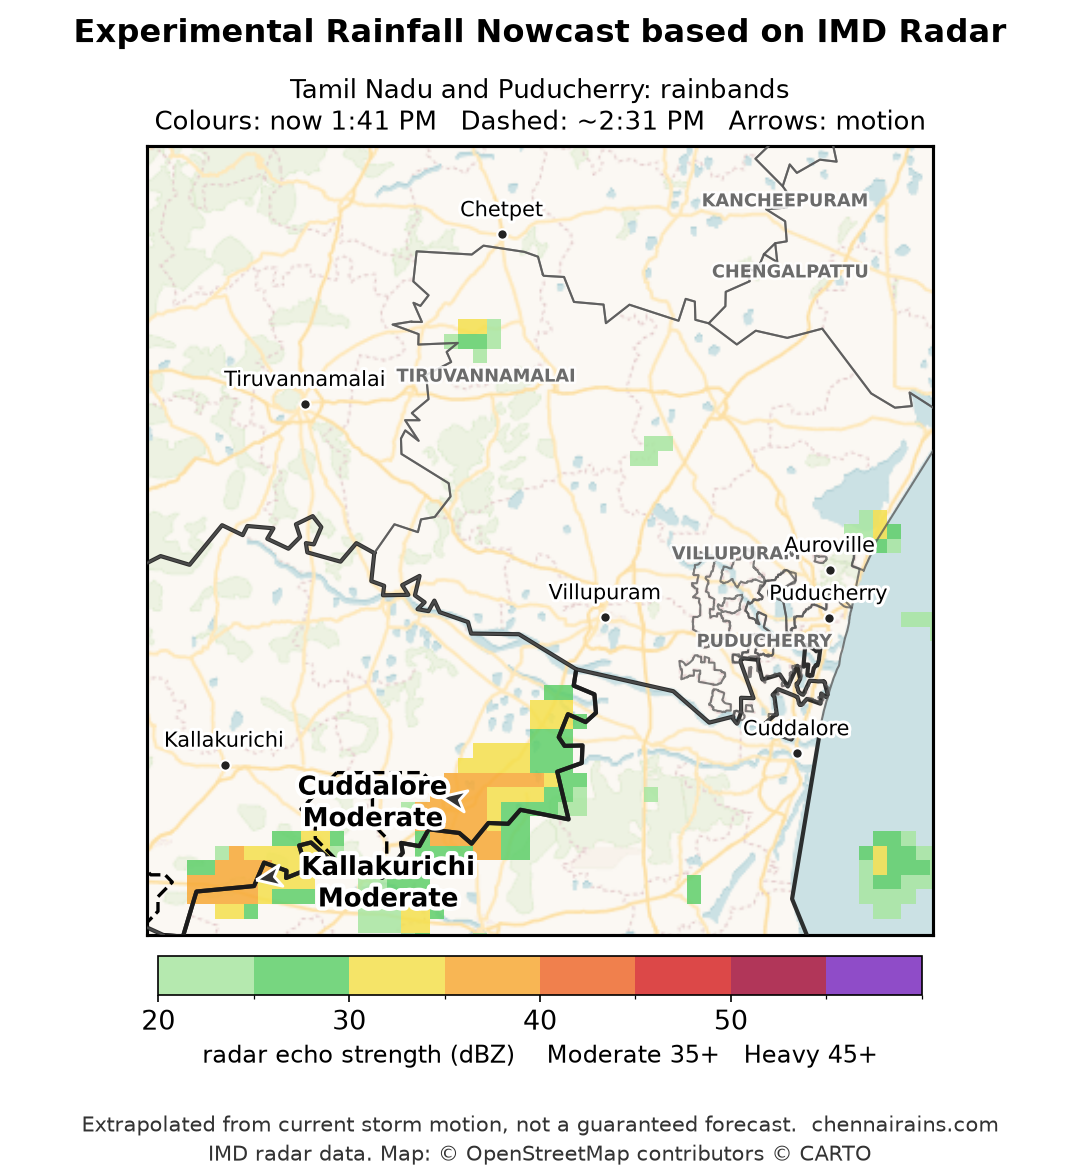 Experimental Rainfall Nowcast based on IMD Radar
Tamil Nadu and Puducherry: rainbands
Colours: now 1:41 PM   Dashed: ~2:31 PM   Arrows: motion
KANCHEEPURAM
Chetpet
CHENGALPATTU
Tiruvannamalai
TIRUVANNAMALAI
Auroville
VILLUPURAM
Villupuram
Puducherry
PUDUCHERRY
Cuddalore
Kallakurichi
Cuddalore
Moderate
Kallakurichi
Moderate
20 30 40 50
radar echo strength (dBZ)   Moderate 35+   Heavy 45+
Extrapolated from current storm motion, not a guaranteed forecast.  chennairains.com
IMD radar data. Map: © OpenStreetMap contributors © CARTO